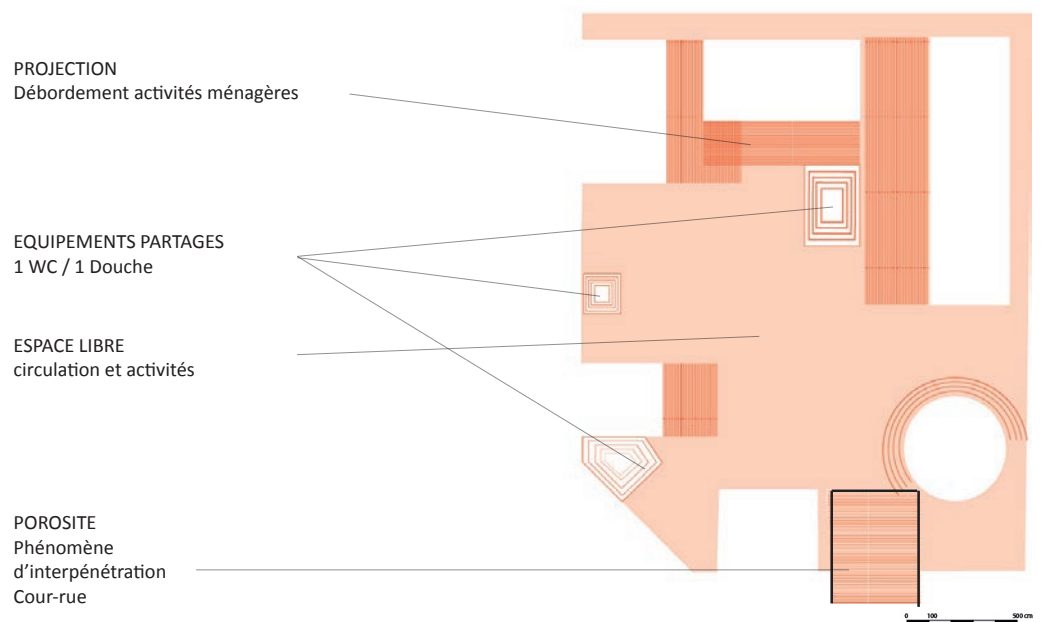 PROJECTION
Débordement activités ménagères
EQUIPEMENTS PARTAGES
1 WC / 1 Douche
ESPACE LIBRE
circulation et activités
POROSITE
Phénomène
d’interpénétration
Cour-rue
0 100 500 cm